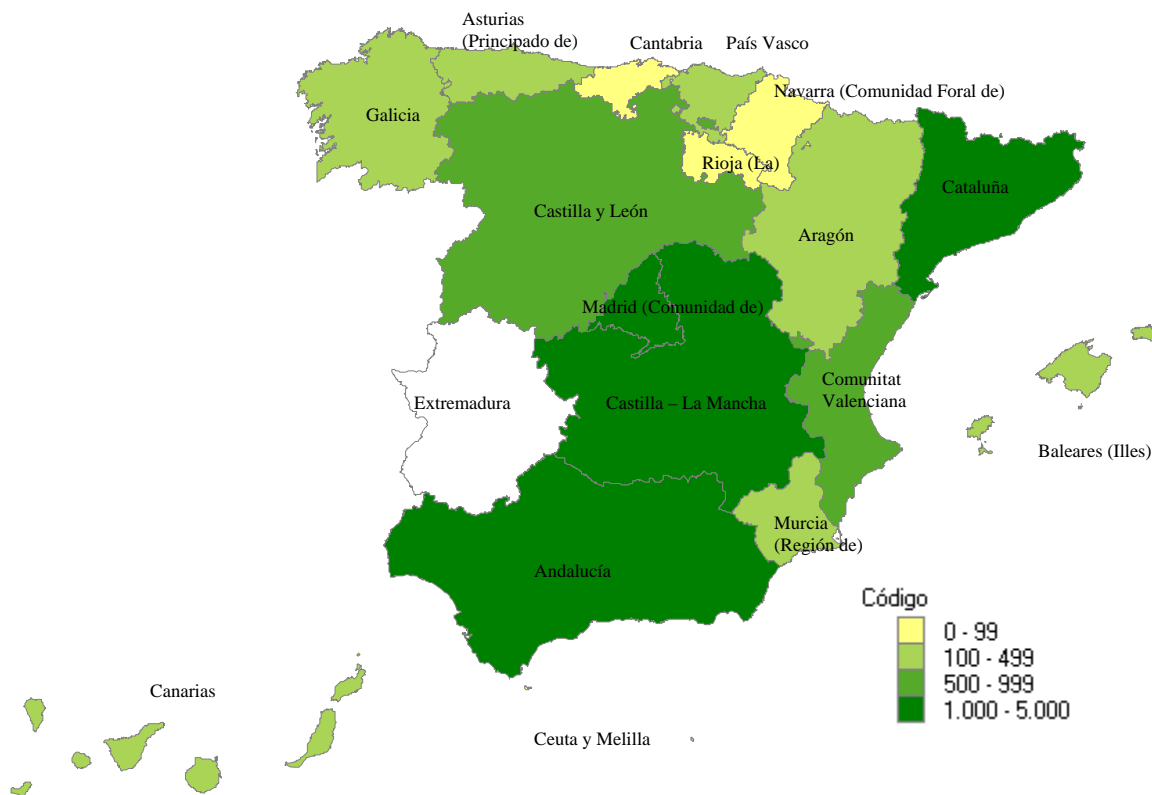 Asturias
(Principado de)
Cantabria
País Vasco
Navarra (Comunidad Foral de)
Galicia
Rioja (La)
Cataluña
Castilla y León
Aragón
Madrid (Comunidad de)
Comunitat
Valenciana
Extremadura
Castilla – La Mancha
Baleares (Illes)
Murcia
(Región de)
Andalucía
Código
0 - 99
100 - 499
500 - 999
1.000 - 5.000
Canarias
Ceuta y Melilla